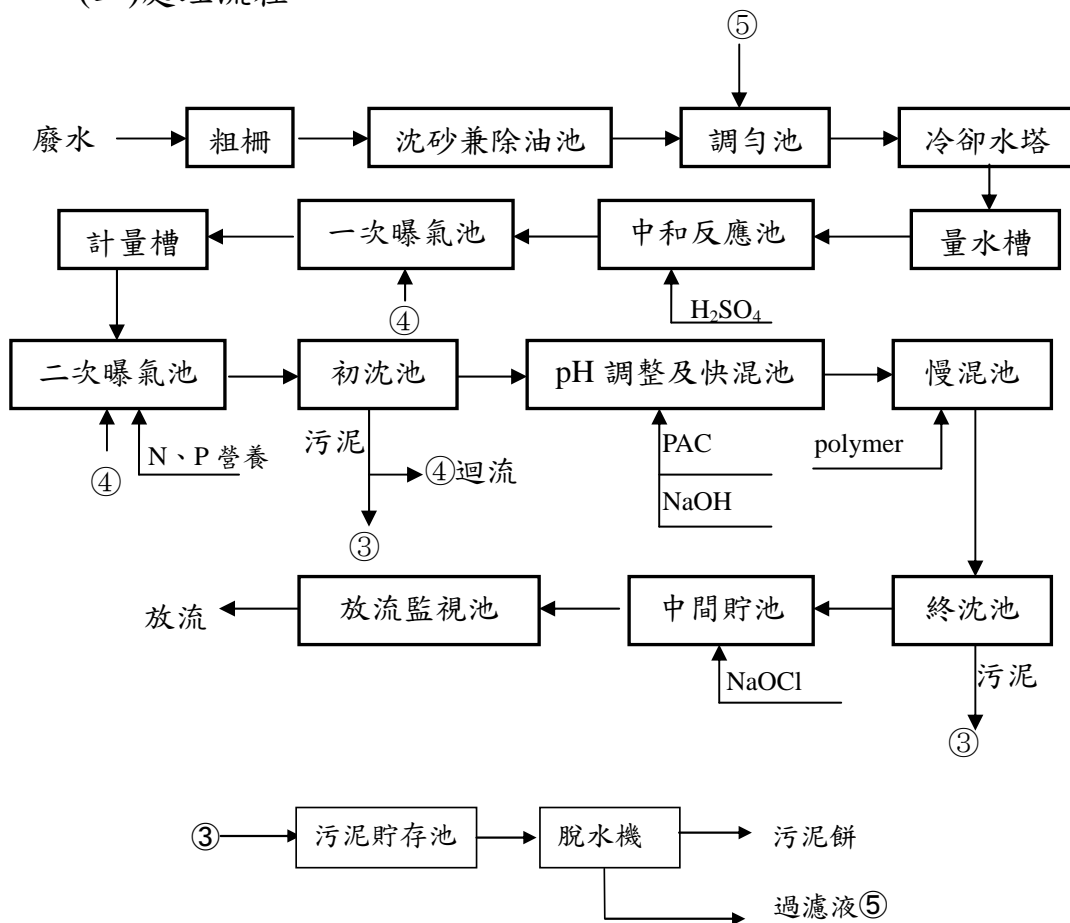 ⑤
廢水
粗柵
沈砂兼除油池
調勻池
冷卻水塔
計量槽
一次曝氣池
中和反應池
量水槽
④
H₂SO₄
二次曝氣池
初沈池
pH 調整及快混池
慢混池
④
N、P 營養
污泥
④迴流
③
PAC
NaOH
polymer
放流
放流監視池
中間貯池
終沈池
NaOCl
污泥
③
③
污泥貯存池
脫水機
污泥餅
過濾液⑤